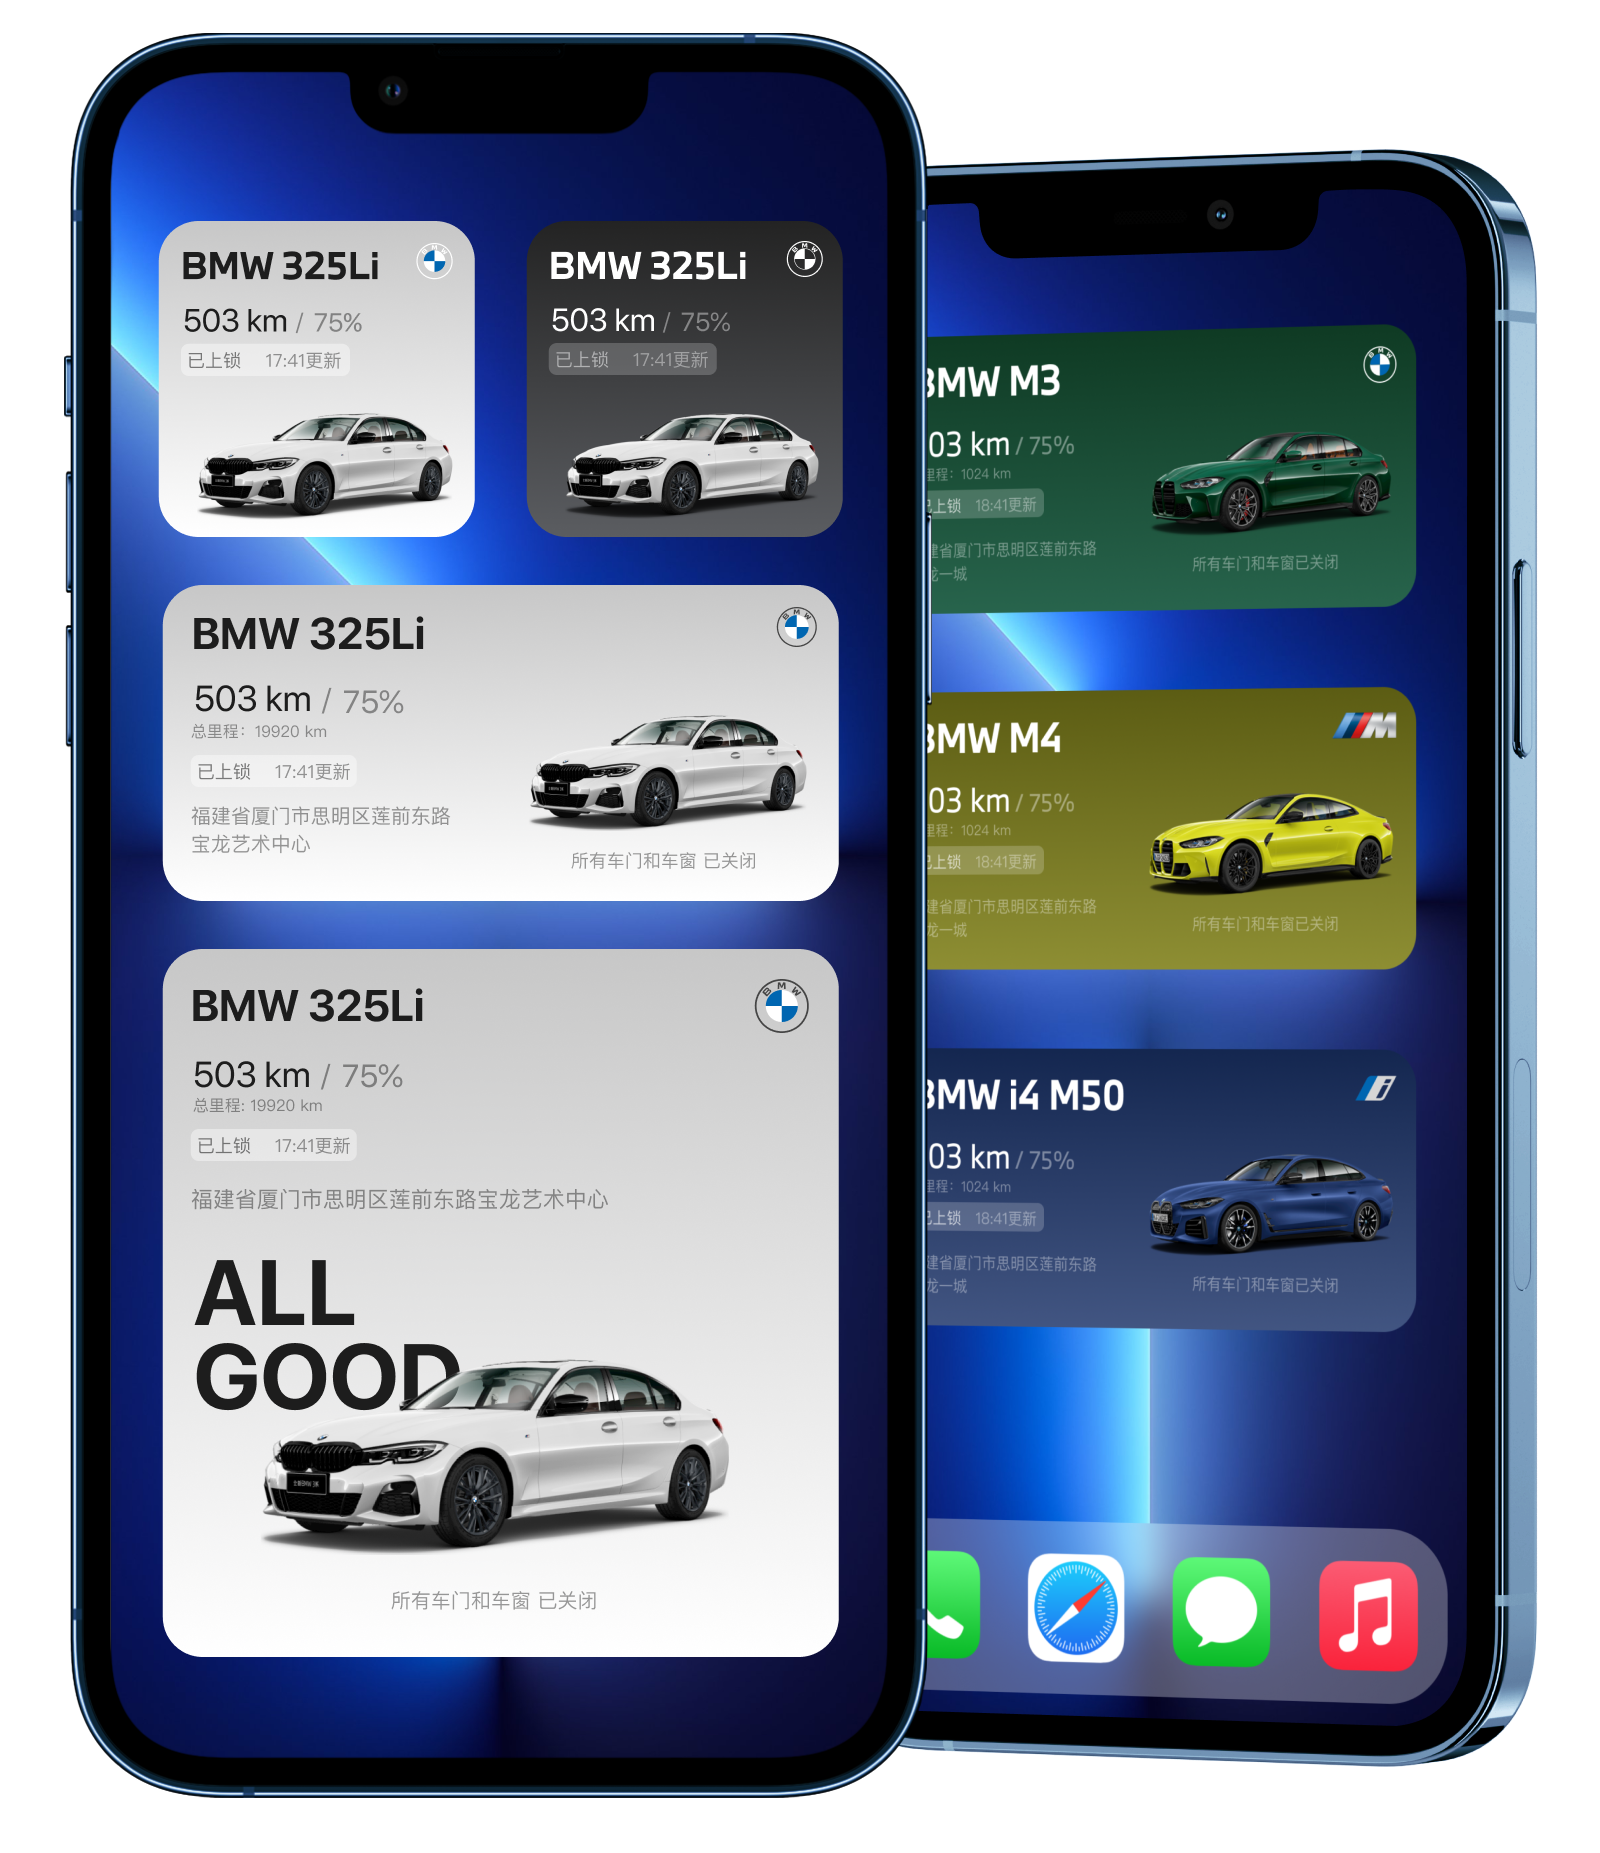 BMW 325Li
503 km / 75%
已上锁 17:41更新
BMW 325Li
503 km / 75%
已上锁 17:41更新
BMW 325Li
503 km / 75%
总里程：19920 km
已上锁 17:41更新
福建省厦门市思明区莲前东路
宝龙艺术中心
所有车门和车窗 已关闭
BMW 325Li
503 km / 75%
总里程: 19920 km
已上锁 17:41更新
福建省厦门市思明区莲前东路宝龙艺术中心
ALL
GOOD
所有车门和车窗 已关闭
BMW M3
03 km / 75%
里程：1024 km
已上锁 18:41更新
建省厦门市思明区莲前东路
龙一城
所有车门和车窗已关闭
BMW M4
M
03 km / 75%
里程：1024 km
已上锁 18:41更新
建省厦门市思明区莲前东路
龙一城
所有车门和车窗已关闭
BMW i4 M50
i
03 km / 75%
里程：1024 km
已上锁 18:41更新
建省厦门市思明区莲前东路
龙一城
所有车门和车窗已关闭